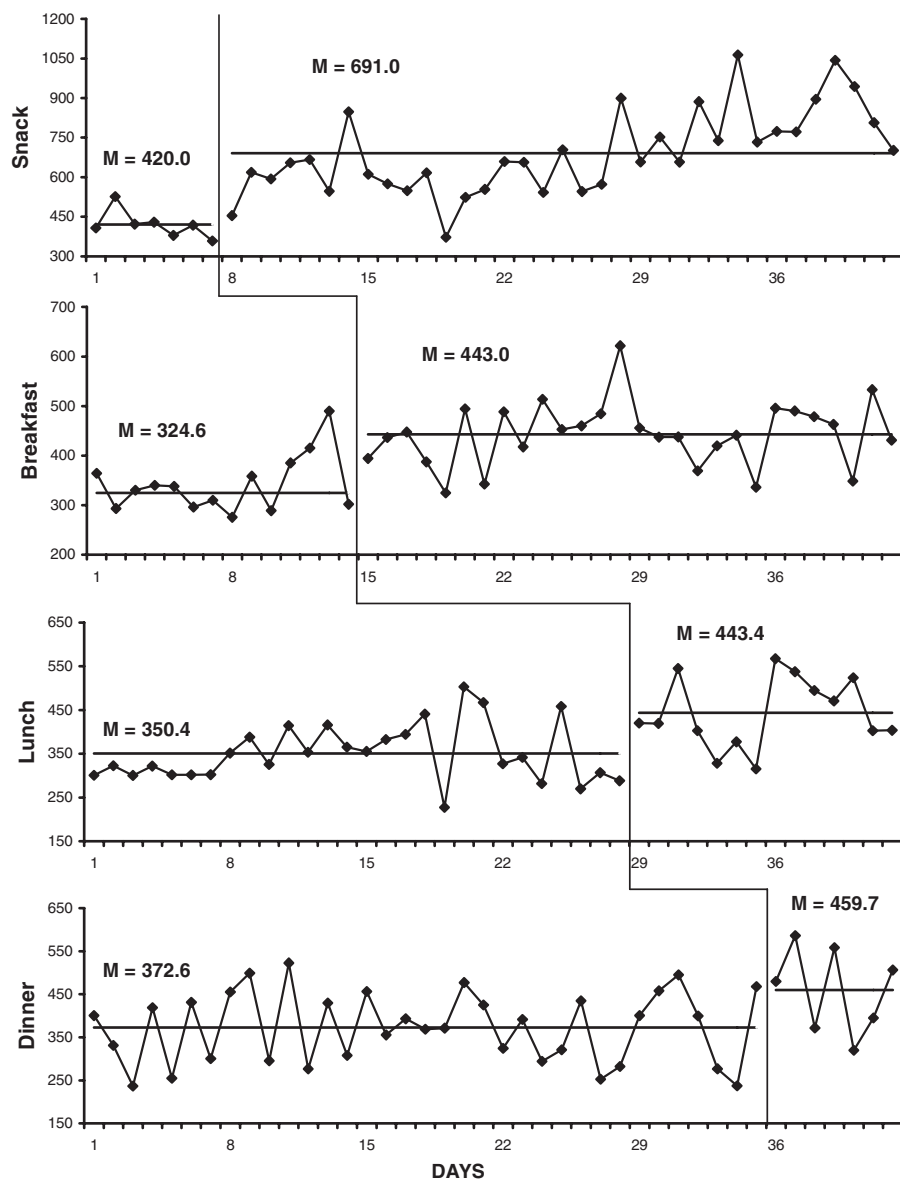 Snack
1200
1050
900
750
600
450
300
M = 420.0
M = 691.0
1 8 15 22 29 36
Breakfast
700
600
500
400
300
200
M = 324.6
M = 443.0
1 8 15 22 29 36
Lunch
650
550
450
350
250
150
M = 350.4
M = 443.4
1 8 15 22 29 36
Dinner
650
550
450
350
250
150
M = 372.6
M = 459.7
1 8 15 22 29 36
DAYS